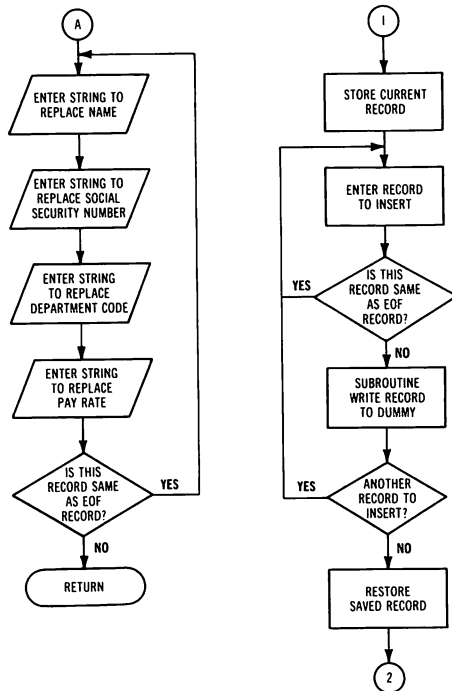 A
ENTER STRING TO
REPLACE NAME
ENTER STRING TO
REPLACE SOCIAL
SECURITY NUMBER
ENTER STRING
TO REPLACE
DEPARTMENT CODE
ENTER STRING
TO REPLACE
PAY RATE
IS THIS
RECORD SAME
AS EOF
RECORD?
YES
NO
RETURN
1
STORE CURRENT
RECORD
ENTER RECORD
TO INSERT
IS THIS
RECORD SAME
AS EOF
RECORD?
YES
NO
SUBROUTINE
WRITE RECORD
TO DUMMY
ANOTHER
RECORD TO
INSERT?
YES
NO
RESTORE
SAVED RECORD
2